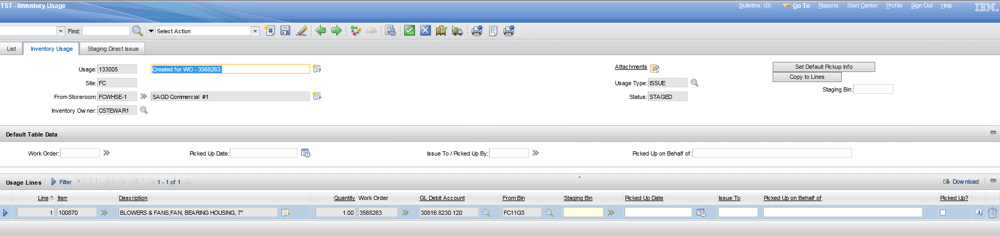 TST - Inventory Usage
Bulletins: (0) Go To Reports Start Center Profile Sign Out Help IBM.
Find: Select Action
List Inventory Usage Staging Direct Issue
Usage: 133005 Created for WO - 3568263. Attachments Set Default Pickup Info
Copy to Lines
Site: FC Usage Type: ISSUE
Staging Bin:
From Storeroom: FCWHSE-1 SAGD Commercial #1 Status: STAGED
Inventory Owner: CSTEWAR1
Default Table Data
Work Order: Picked Up Date: Issue To / Picked Up By: Picked Up on Behalf of:
Usage Lines Filter 1 - 1 of 1 Download
Line Item Description Quantity Work Order GL Debit Account From Bin Staging Bin Picked Up Date Issue To Picked Up on Behalf of Picked Up?
1 100870 BLOWERS & FANS,FAN, BEARING HOUSING, 7" 1.00 3568263 30816.8230.120 FC11G3